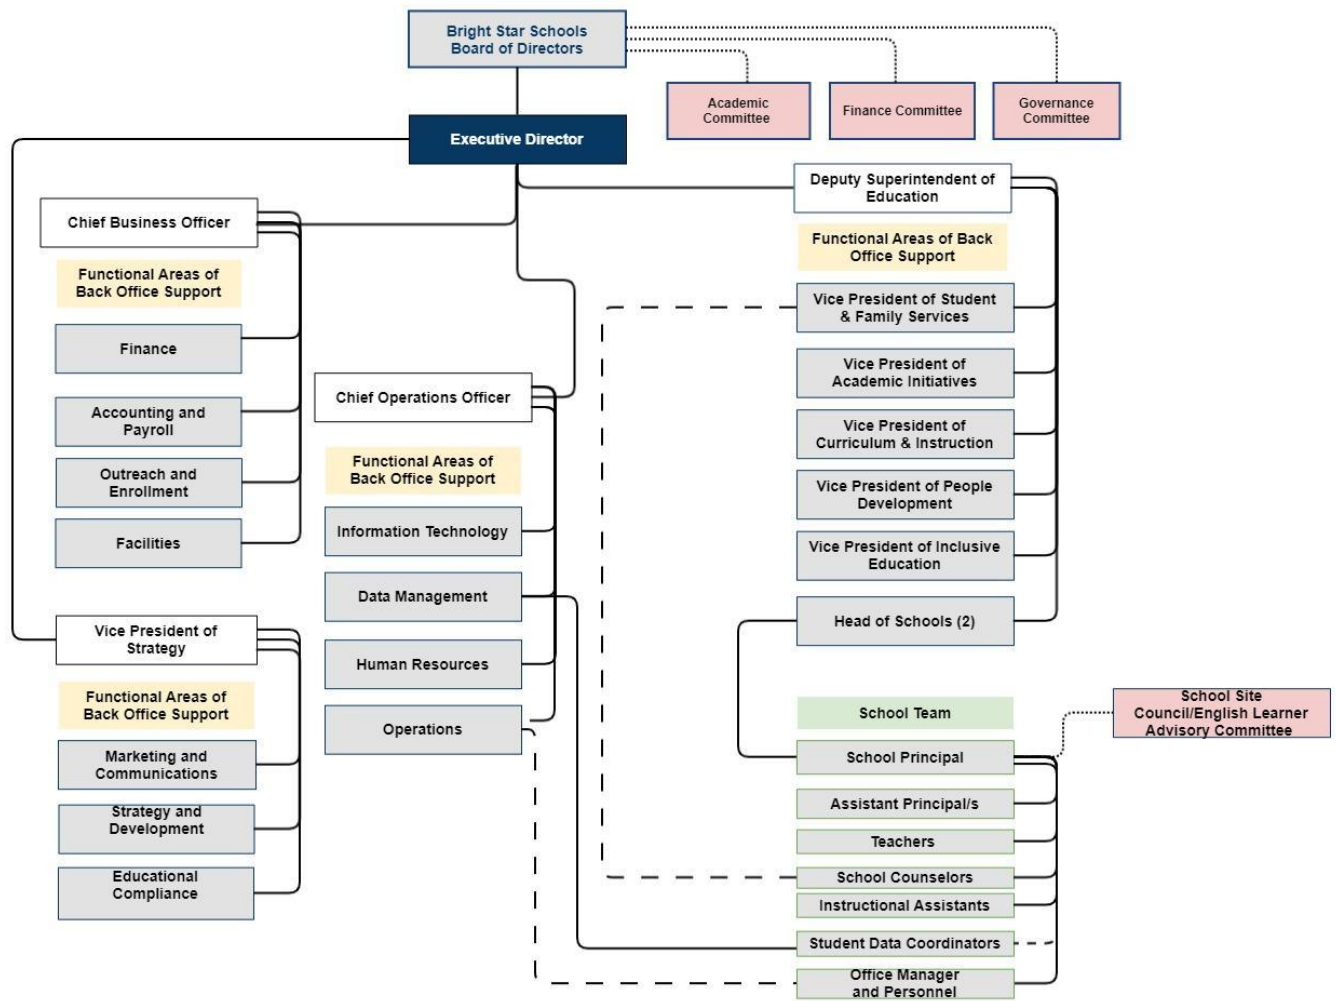 Bright Star Schools
Board of Directors
Academic
Committee
Finance Committee
Governance
Committee
Executive Director
Deputy Superintendent of
Education
Chief Business Officer
Functional Areas of Back
Office Support
Functional Areas of
Back Office Support
Vice President of Student
& Family Services
Finance
Vice President of
Academic Initiatives
Chief Operations Officer
Accounting and
Payroll
Vice President of
Curriculum & Instruction
Functional Areas of
Back Office Support
Outreach and
Enrollment
Vice President of People
Development
Information Technology
Facilities
Vice President of Inclusive
Education
Data Management
Head of Schools (2)
Vice President of
Strategy
Human Resources
Functional Areas of
Back Office Support
School Team
School Site
Council/English Learner
Advisory Committee
Operations
Marketing and
Communications
School Principal
Strategy and
Development
Assistant Principal/s
Teachers
Educational
Compliance
School Counselors
Instructional Assistants
Student Data Coordinators
Office Manager
and Personnel